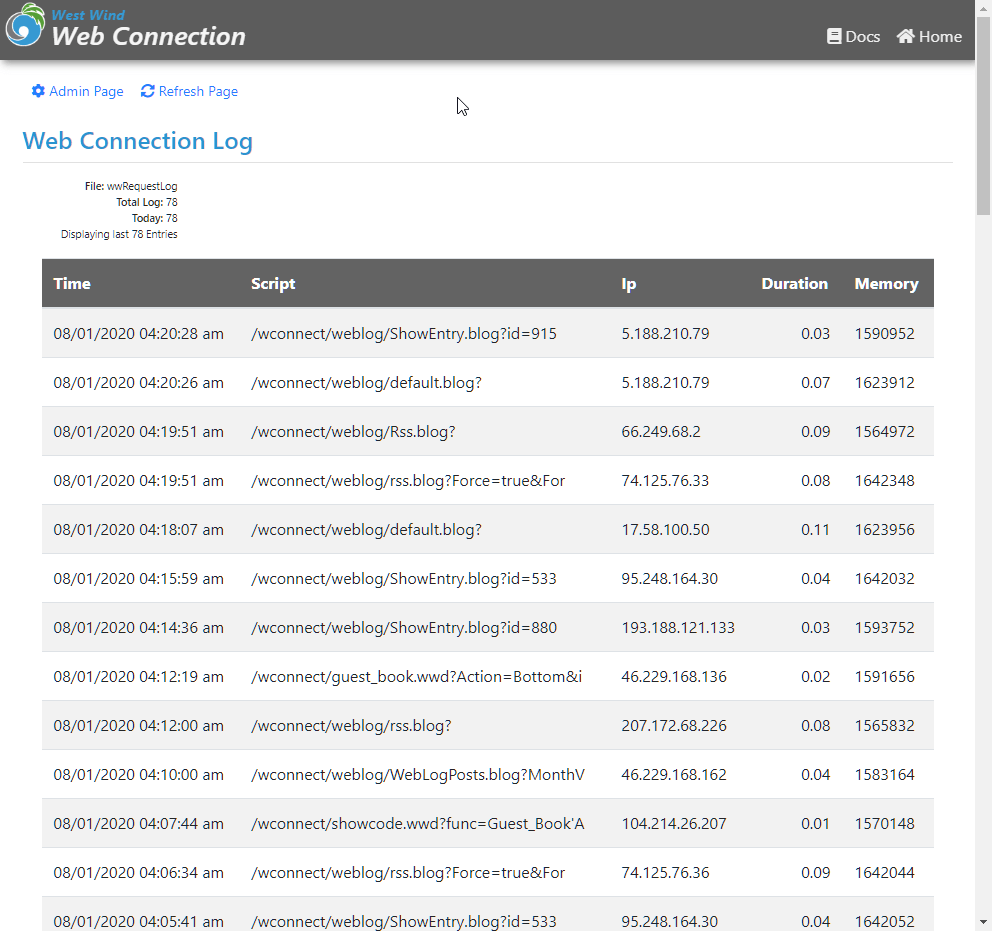 West Wind
Web Connection
Docs Home
Admin Page Refresh Page
Web Connection Log
File: wwRequestLog
Total Log: 78
Today: 78
Displaying last 78 Entries
Time Script Ip Duration Memory
08/01/2020 04:20:28 am /wconnect/weblog/ShowEntry.blog?id=915 5.188.210.79 0.03 1590952
08/01/2020 04:20:26 am /wconnect/weblog/default.blog? 5.188.210.79 0.07 1623912
08/01/2020 04:19:51 am /wconnect/weblog/Rss.blog? 66.249.68.2 0.09 1564972
08/01/2020 04:19:51 am /wconnect/weblog/rss.blog?Force=true&For 74.125.76.33 0.08 1642348
08/01/2020 04:18:07 am /wconnect/weblog/default.blog? 17.58.100.50 0.11 1623956
08/01/2020 04:15:59 am /wconnect/weblog/ShowEntry.blog?id=533 95.248.164.30 0.04 1642032
08/01/2020 04:14:36 am /wconnect/weblog/ShowEntry.blog?id=880 193.188.121.133 0.03 1593752
08/01/2020 04:12:19 am /wconnect/guest_book.wwd?Action=Bottom&i 46.229.168.136 0.02 1591656
08/01/2020 04:12:00 am /wconnect/weblog/rss.blog? 207.172.68.226 0.08 1565832
08/01/2020 04:10:00 am /wconnect/weblog/WebLogPosts.blog?MonthV 46.229.168.162 0.04 1583164
08/01/2020 04:07:44 am /wconnect/showcode.wwd?func=Guest_Book'A 104.214.26.207 0.01 1570148
08/01/2020 04:06:34 am /wconnect/weblog/rss.blog?Force=true&For 74.125.76.36 0.09 1642044
08/01/2020 04:05:41 am /wconnect/weblog/ShowEntry.blog?id=533 95.248.164.30 0.04 1642052